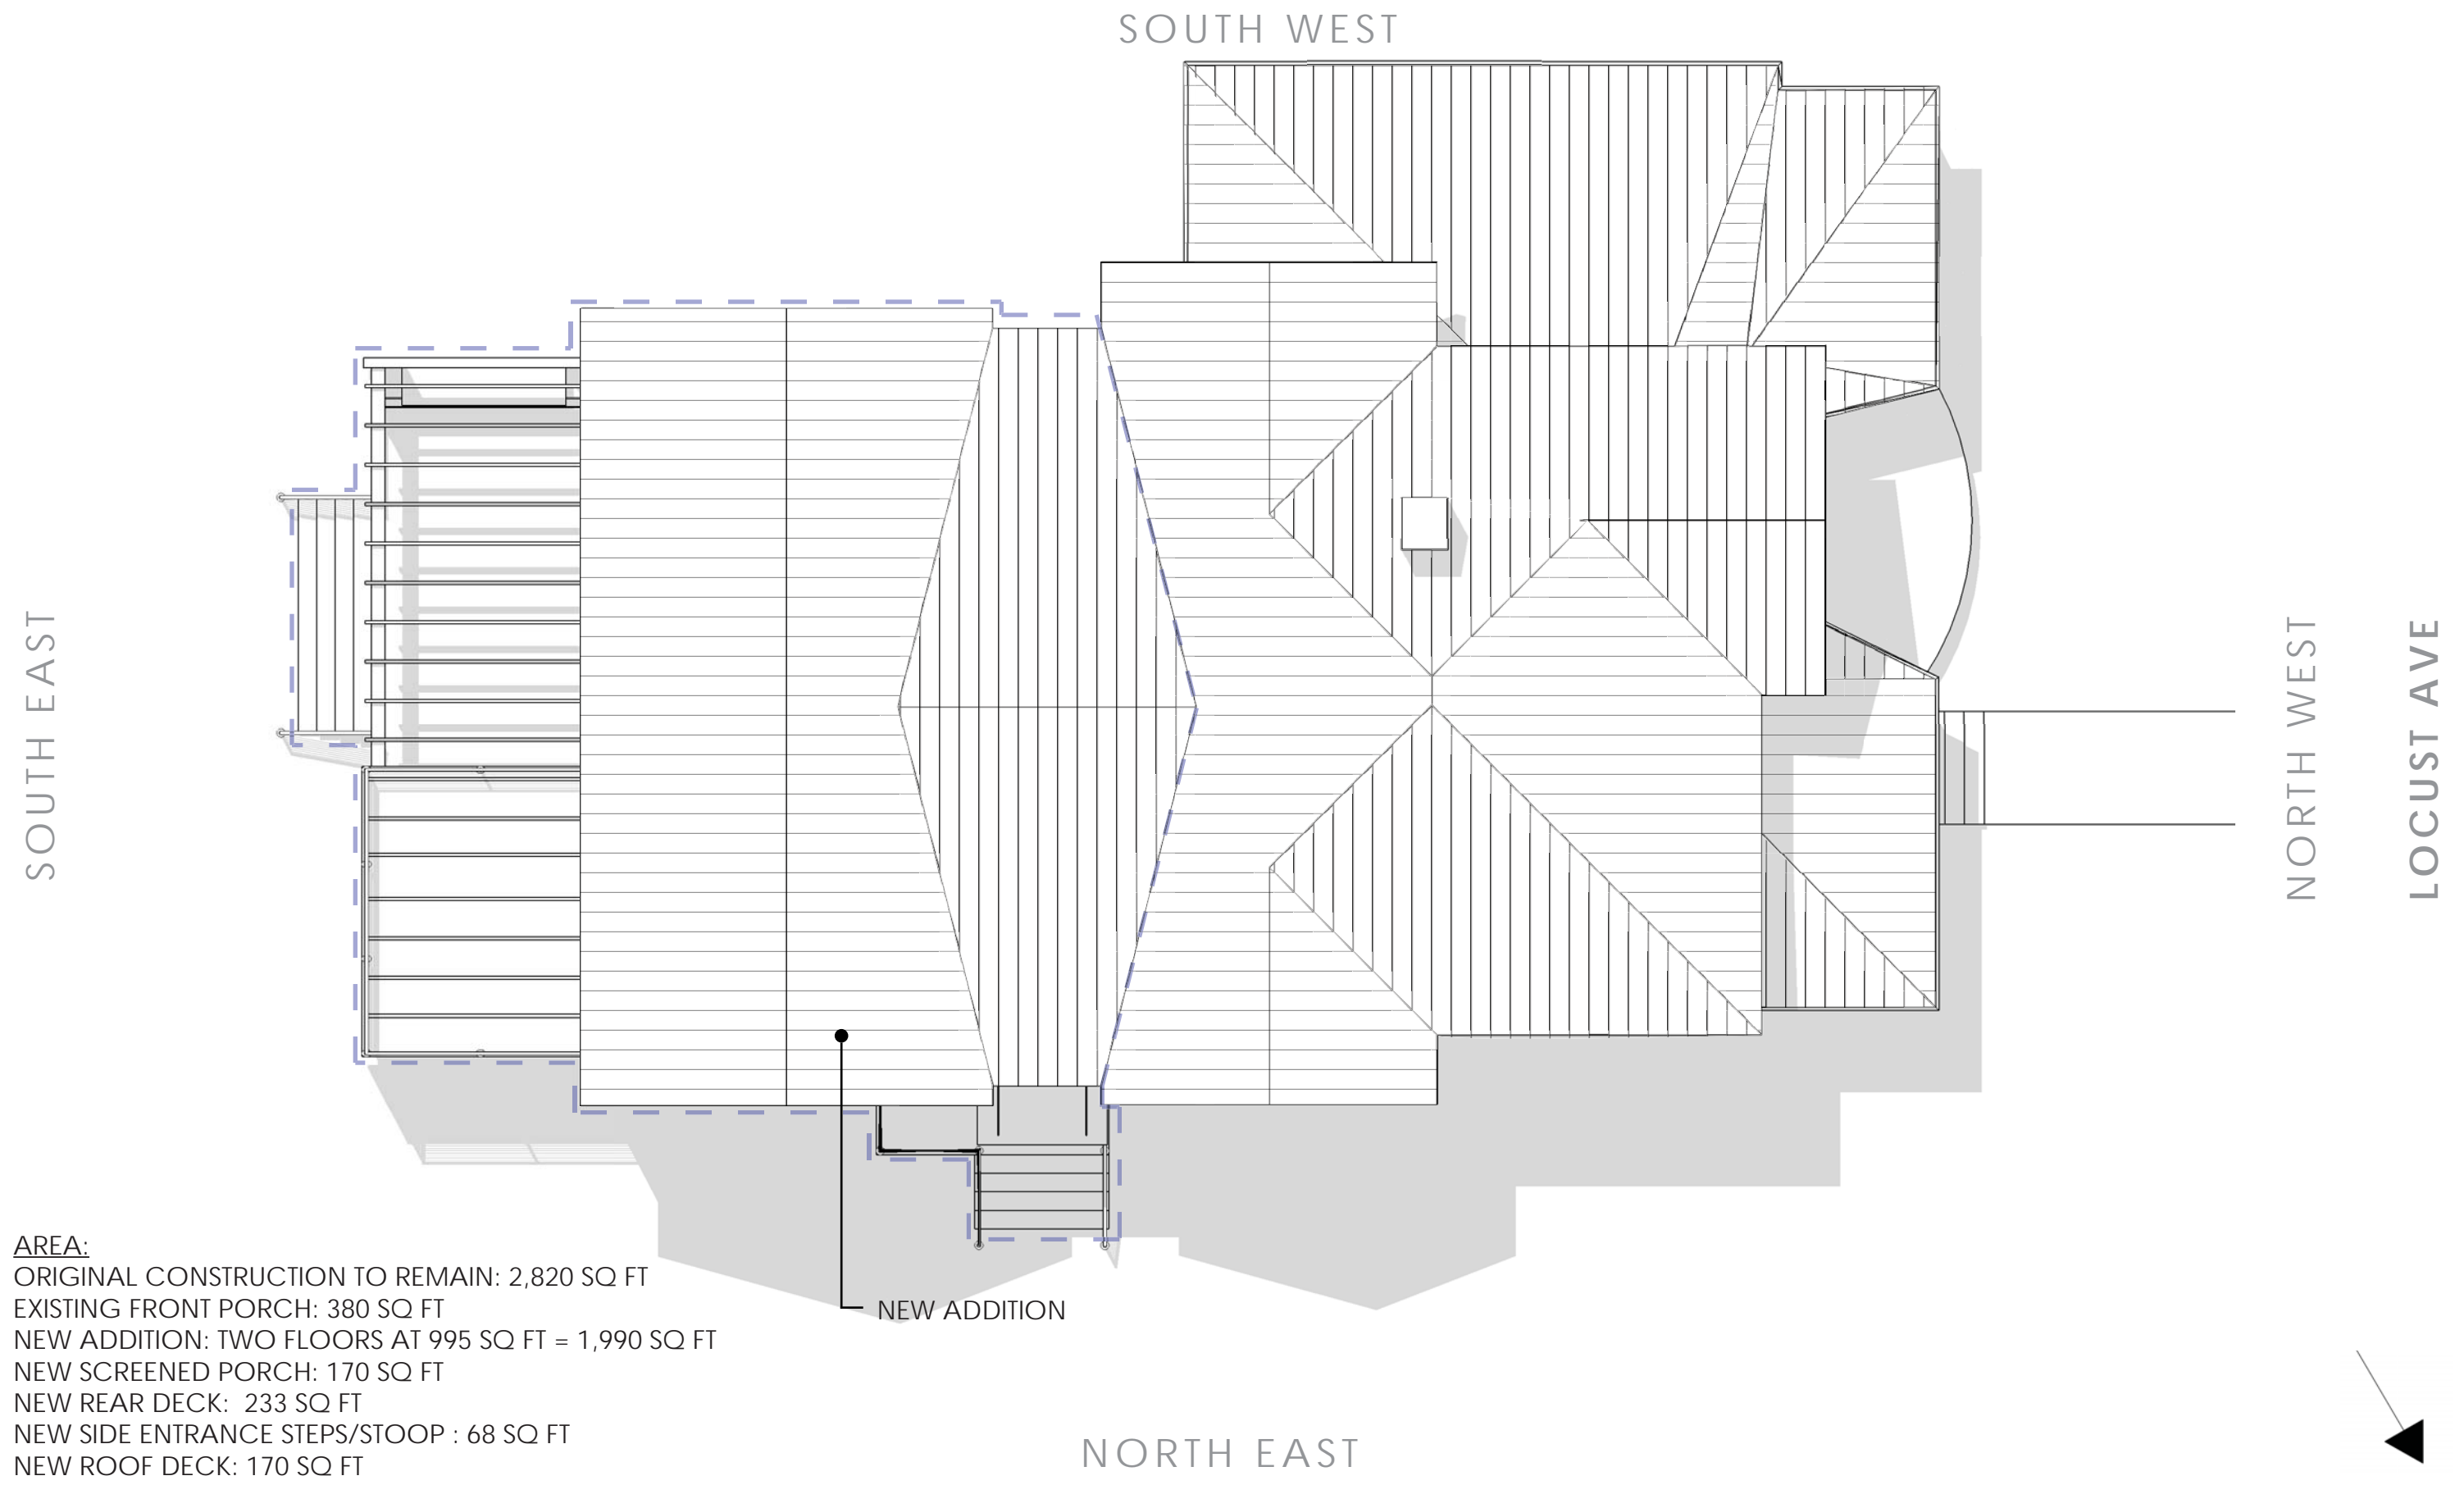 SOUTH WEST
SOUTH EAST
NORTH WEST
LOCUST AVE
AREA:
ORIGINAL CONSTRUCTION TO REMAIN: 2,820 SQ FT
EXISTING FRONT PORCH: 380 SQ FT
NEW ADDITION: TWO FLOORS AT 995 SQ FT = 1,990 SQ FT
NEW SCREENED PORCH: 170 SQ FT
NEW REAR DECK: 233 SQ FT
NEW SIDE ENTRANCE STEPS/STOOP : 68 SQ FT
NEW ROOF DECK: 170 SQ FT
NEW ADDITION
NORTH EAST